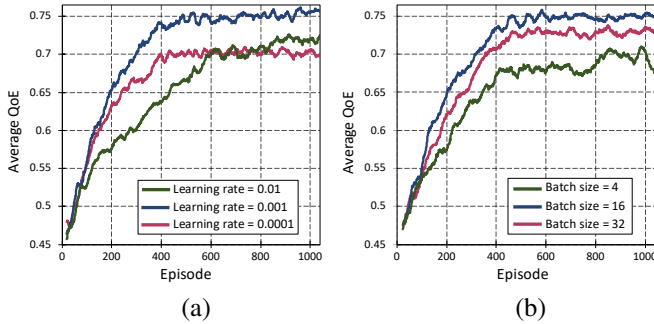 0.75
0.7
0.65
0.6
0.55
0.5
0.45
Average QoE
0 200 400 600 800 1000
Episode
Learning rate = 0.01
Learning rate = 0.001
Learning rate = 0.0001
(a)
0.75
0.7
0.65
0.6
0.55
0.5
0.45
Average QoE
0 200 400 600 800 1000
Episode
Batch size = 4
Batch size = 16
Batch size = 32
(b)